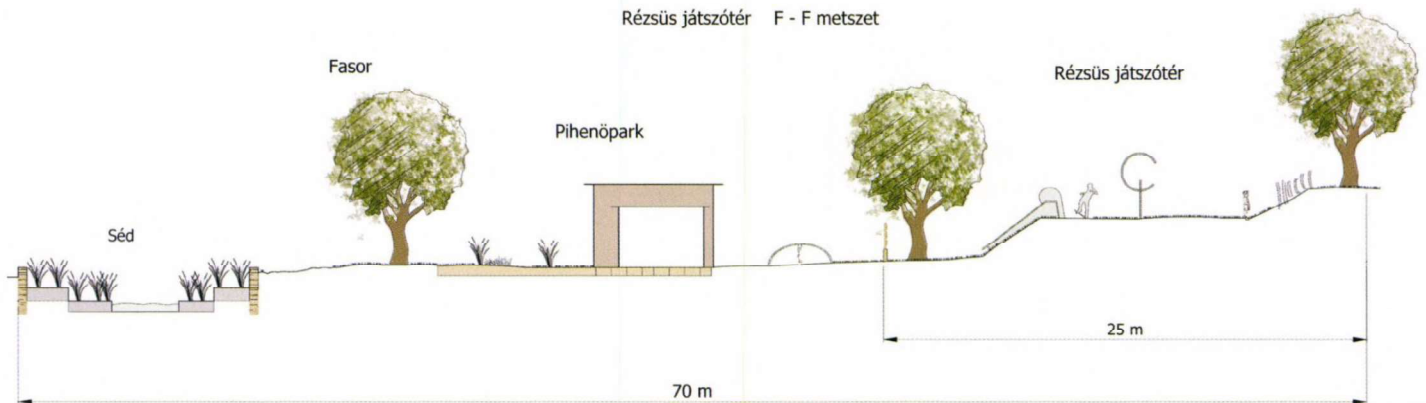 Rézsüs játszótér F - F metszet
Fasor
Rézsüs játszótér
Pihenöpark
Séd
25 m
70 m